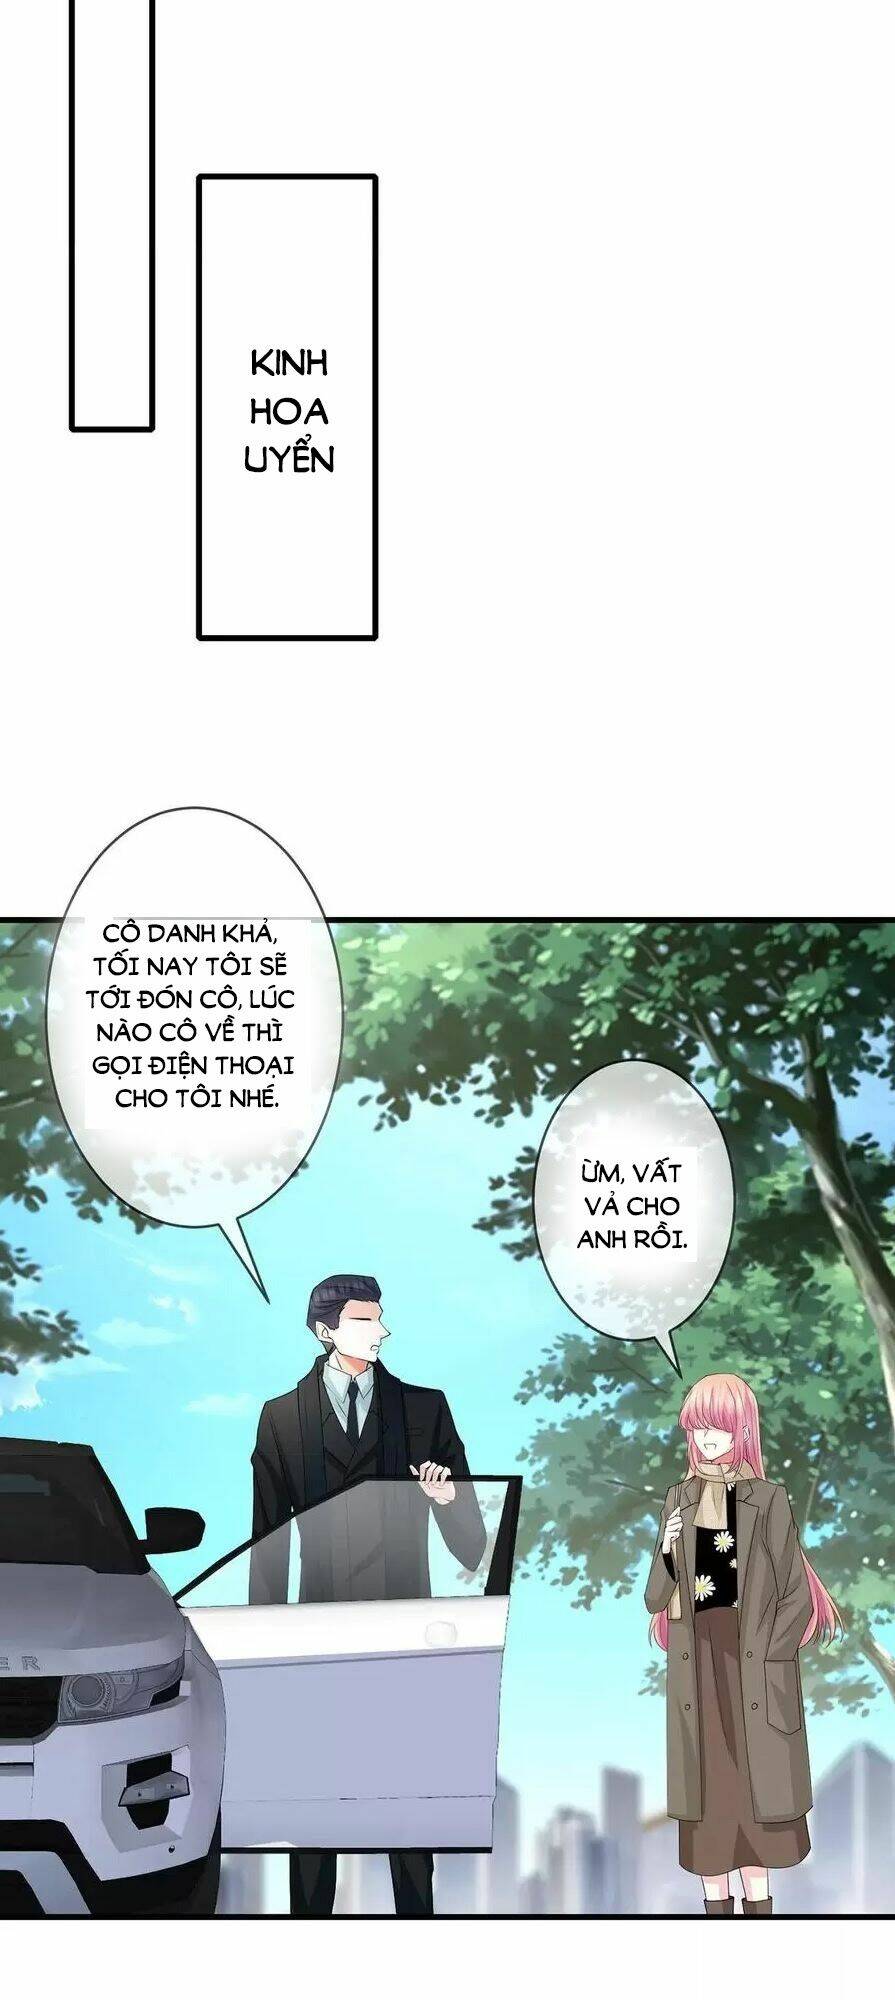 KINH
HOA
UYỂN
CÔ DANH KHẢ,
TỐI NAY TÔI SẼ
TỚI ĐÓN CÔ, LÚC
NÀO CÔ VỀ THÌ
GỌI ĐIỆN THOẠI
CHO TÔI NHÉ.
ỪM, VẤT
VẢ CHO
ANH RỒI.
ER